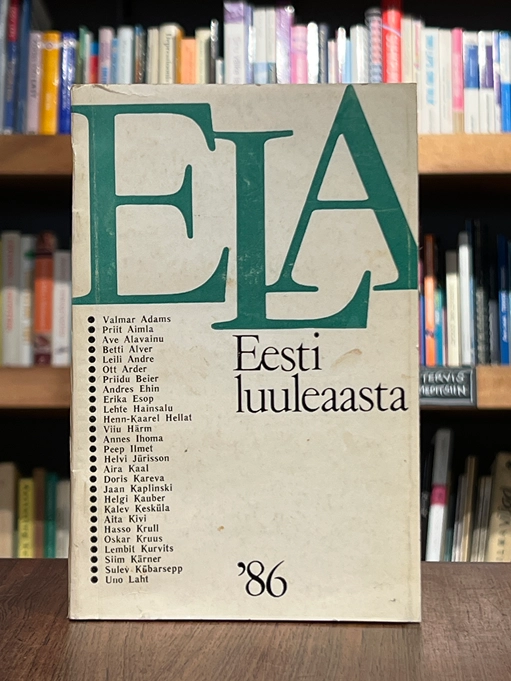 ELA
Eesti
luuleaasta
Valmar Adams
Priit Aimla
Ave Alavainu
Betti Alver
Leili Andre
Ott Arder
Priidu Beier
Andres Ehin
Erika Esop
Lehte Hainsalu
Henn-Kaarel Hellat
Viiu Härm
Annes Ihoma
Peep Ilmet
Helvi Jürisson
Aira Kaal
Doris Kareva
Jaan Kaplinski
Helgi Kauber
Kalev Kesküla
Aita Kivi
Hasso Krull
Oskar Kruus
Lembit Kurvits
Siim Kärner
Sulev Kübarsepp
Uno Laht
'86
TERVIS
MEDITSIIN